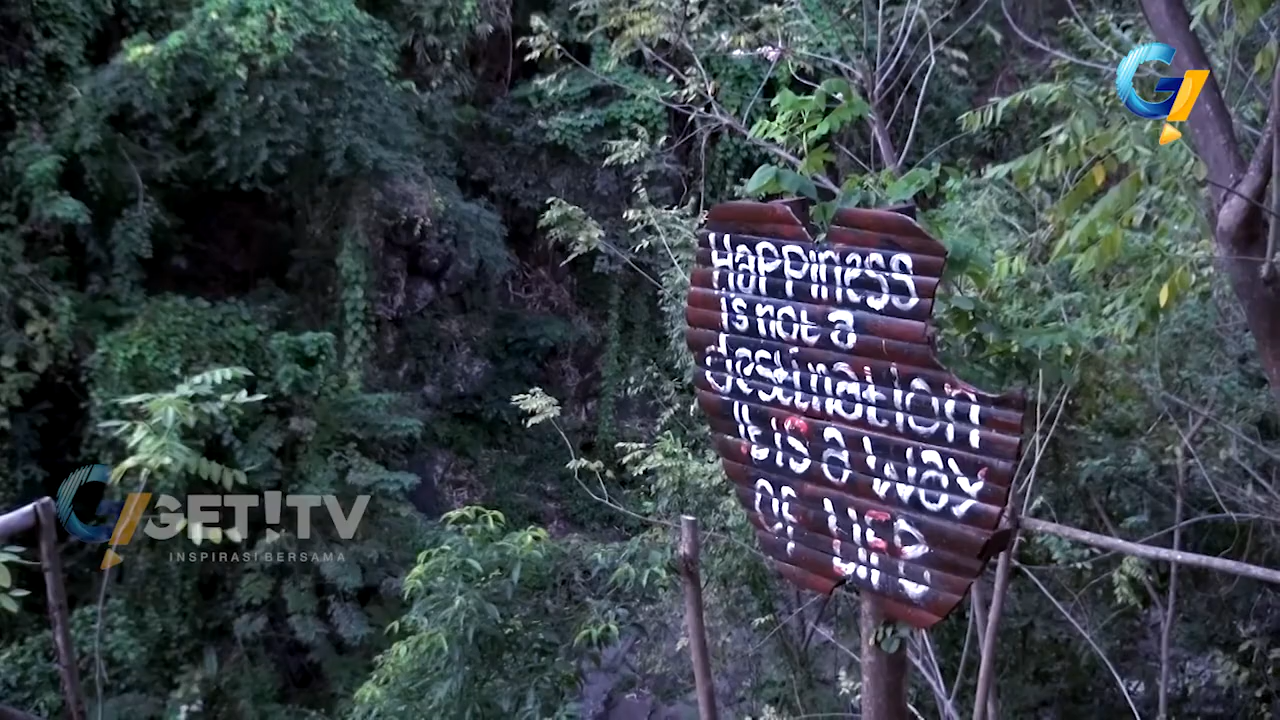 Happiness
Is not a
destination
It is a way
OF LIFE
G!
G! GET!TV
INSPIRASI BERSAMA